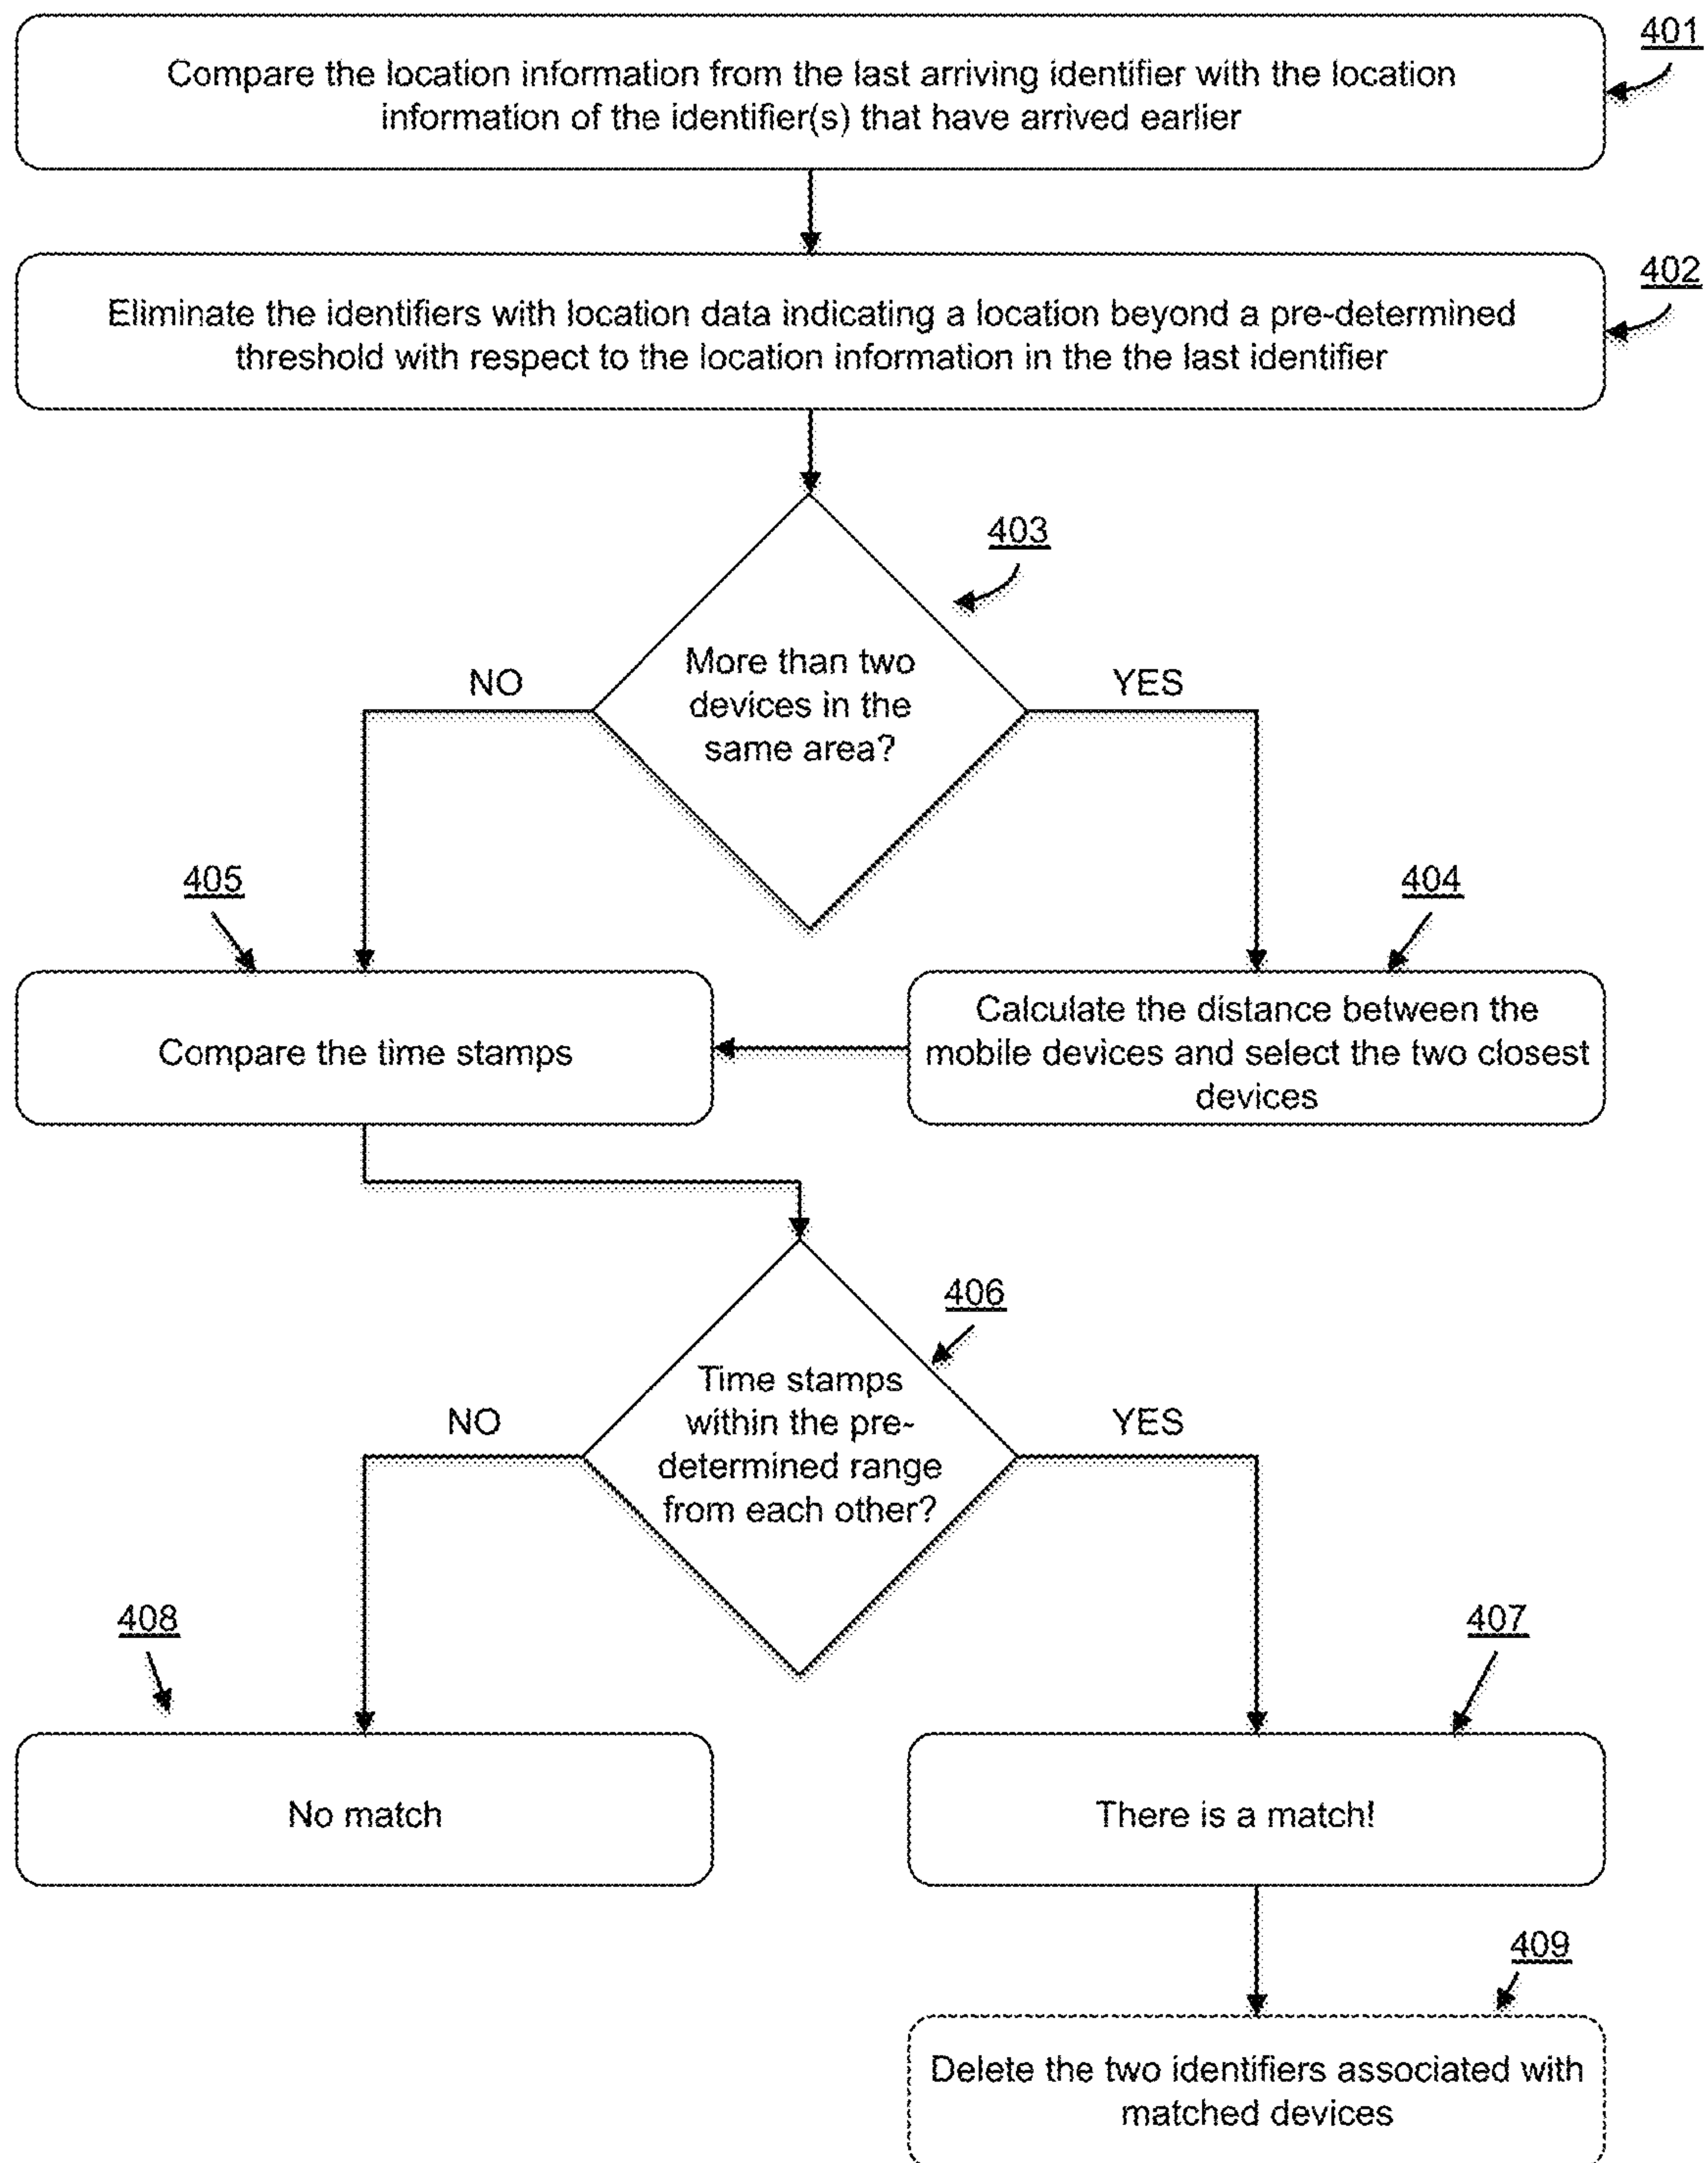 401
Compare the location information from the last arriving identifier with the location
information of the identifier(s) that have arrived earlier
402
Eliminate the identifiers with location data indicating a location beyond a pre-determined
threshold with respect to the location information in the the last identifier
403
More than two
devices in the
same area?
NO
YES
405
404
Compare the time stamps
Calculate the distance between the
mobile devices and select the two closest
devices
406
Time stamps
within the pre-
determined range
from each other?
NO
YES
408
407
No match
There is a match!
409
Delete the two identifiers associated with
matched devices